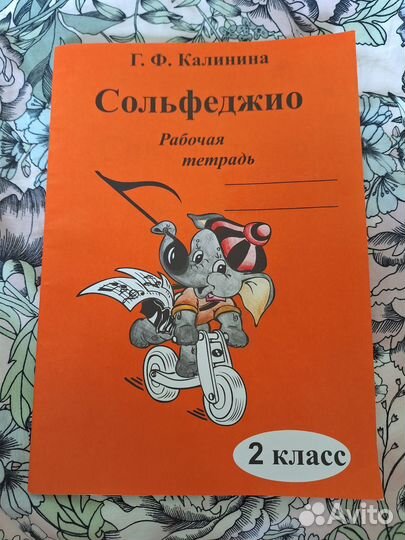 Г. Ф. Калинина
Сольфеджио
Рабочая
тетрадь
2 класс
Avito